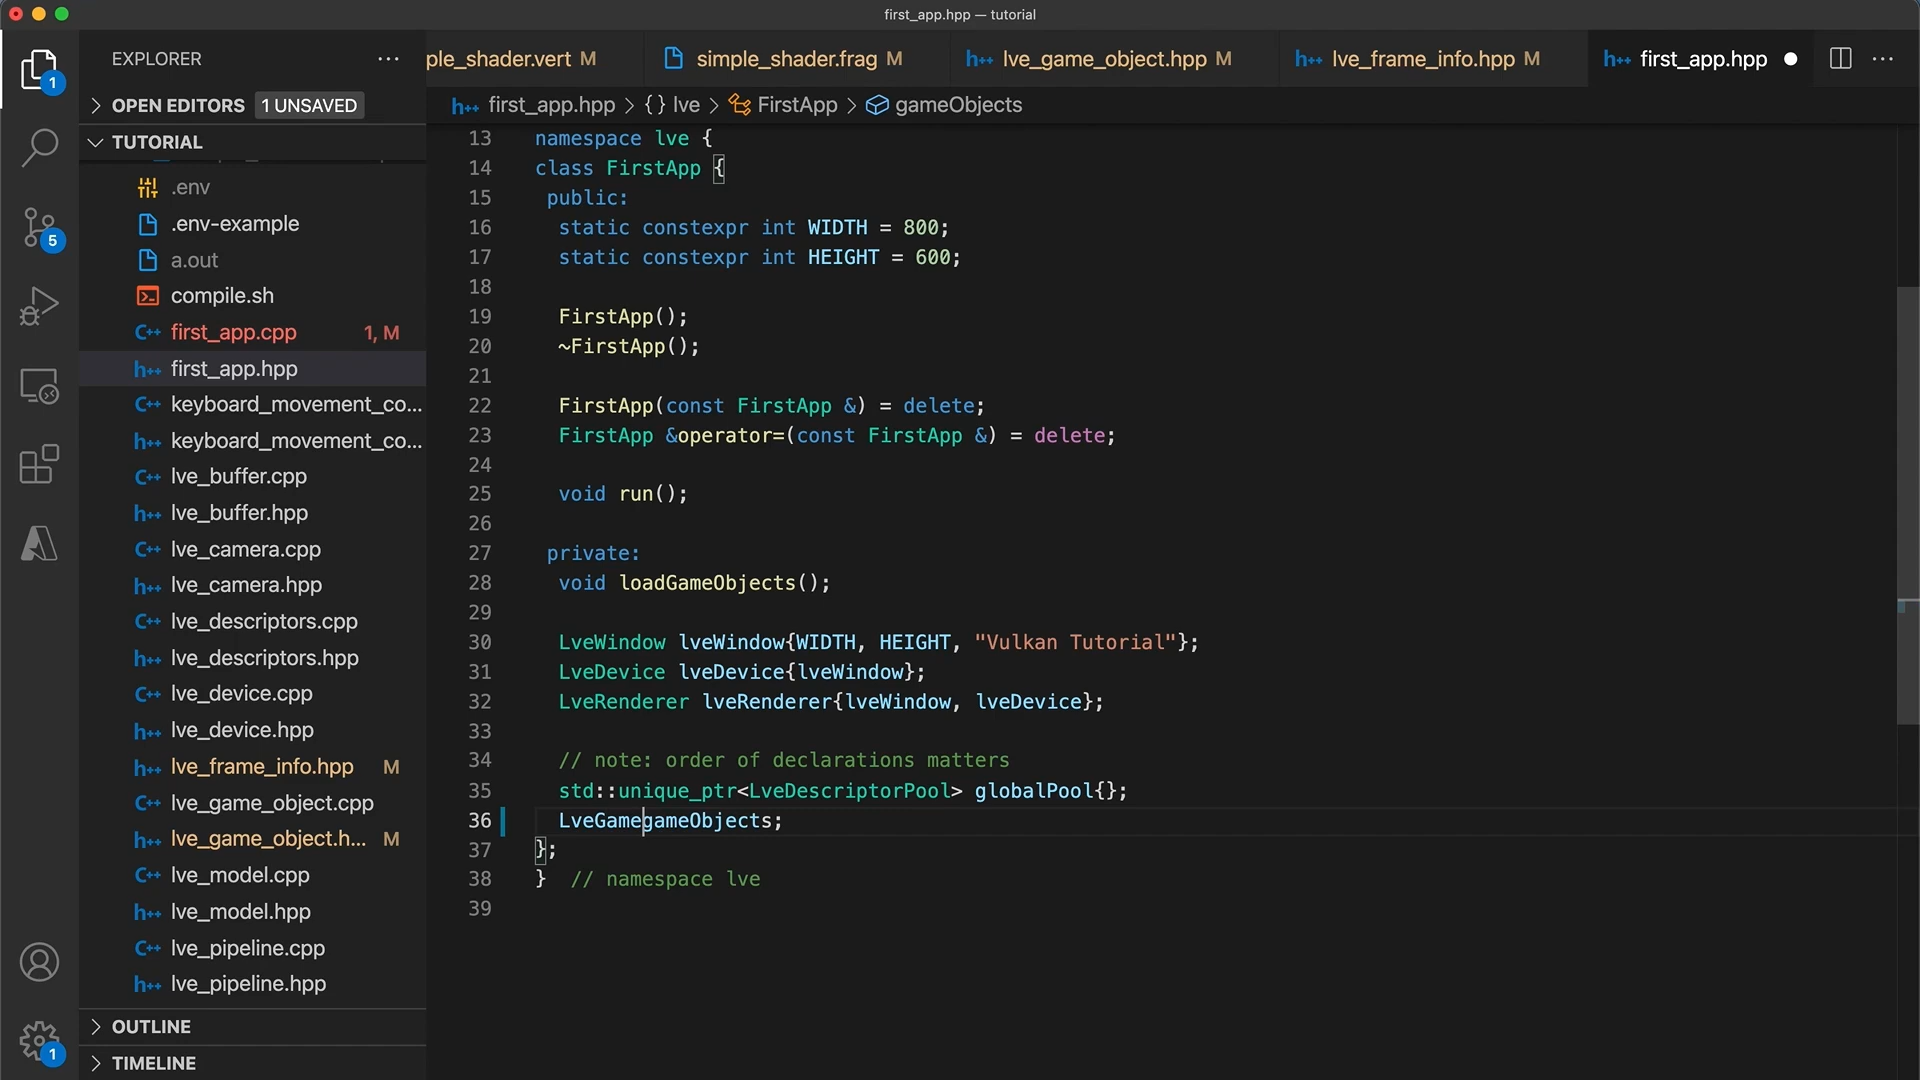 first_app.hpp — tutorial
EXPLORER
OPEN EDITORS 1 UNSAVED
TUTORIAL
.env
.env-example
a.out
compile.sh
first_app.cpp 1, M
first_app.hpp
keyboard_movement_co...
keyboard_movement_co...
lve_buffer.cpp
lve_buffer.hpp
lve_camera.cpp
lve_camera.hpp
lve_descriptors.cpp
lve_descriptors.hpp
lve_device.cpp
lve_device.hpp
lve_frame_info.hpp M
lve_game_object.cpp
lve_game_object.h... M
lve_model.cpp
lve_model.hpp
lve_pipeline.cpp
lve_pipeline.hpp
OUTLINE
TIMELINE
1
5
1
ple_shader.vert M simple_shader.frag M h++ lve_game_object.hpp M h++ lve_frame_info.hpp M h++ first_app.hpp
h++ first_app.hpp > {} lve > FirstApp > gameObjects
13 namespace lve {
14 class FirstApp {
15 public:
16 static constexpr int WIDTH = 800;
17 static constexpr int HEIGHT = 600;
18
19 FirstApp();
20 ~FirstApp();
21
22 FirstApp(const FirstApp &) = delete;
23 FirstApp &operator=(const FirstApp &) = delete;
24
25 void run();
26
27 private:
28 void loadGameObjects();
29
30 LveWindow lveWindow{WIDTH, HEIGHT, "Vulkan Tutorial"};
31 LveDevice lveDevice{lveWindow};
32 LveRenderer lveRenderer{lveWindow, lveDevice};
33
34 // note: order of declarations matters
35 std::unique_ptr<LveDescriptorPool> globalPool{};
36 LveGamegameObjects;
37 };
38 } // namespace lve
39